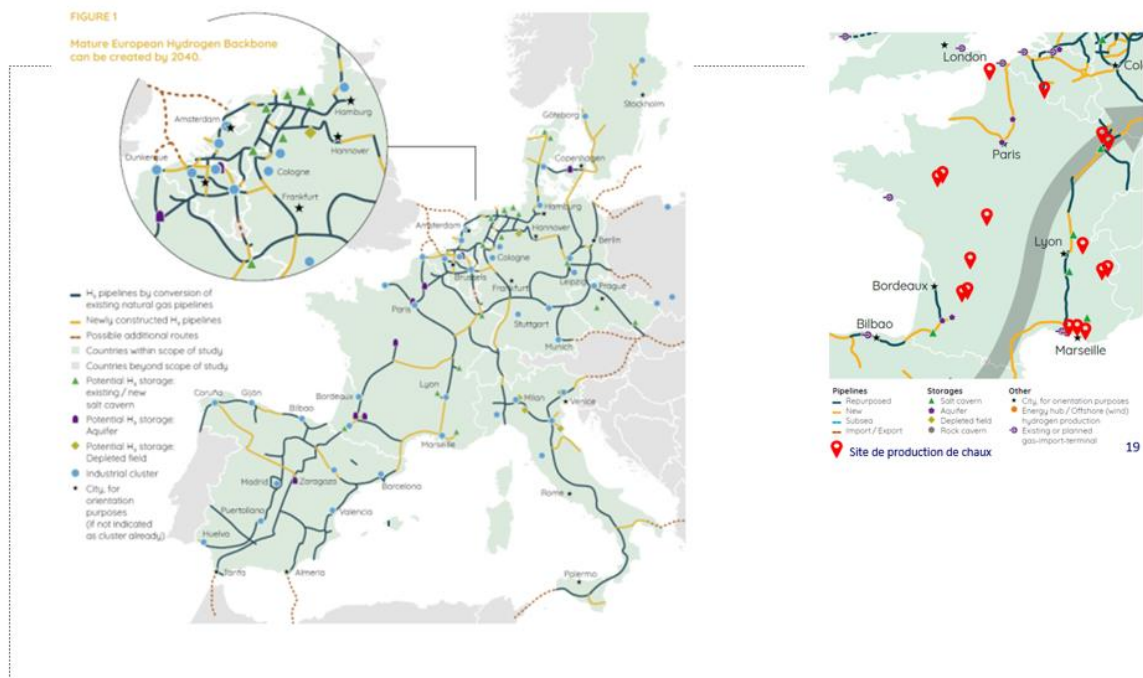 FIGURE 1
Mature European Hydrogen Backbone
can be created by 2040.
Amsterdam
Hamburg
Hannover
Dunkerque
Cologne
Frankfurt
H₂ pipelines by conversion of
existing natural gas pipelines
Newly constructed H₂ pipelines
Possible additional routes
Countries within scope of study
Countries beyond scope of study
Potential H₂ storage:
existing / new
salt cavern
Potential H₂ storage:
Aquifer
Potential H₂ storage:
Depleted field
Industrial cluster
City, for
orientation
purposes
(if not indicated
as cluster already)
Stockholm
Göteborg
Copenhagen
Hamburg
Amsterdam
Hannover
Berlin
Cologne
Brussels
Leipzig
Frankfurt
Prague
Paris
Stuttgart
Munich
Lyon
Milan
Venice
Bordeaux
Coruña
Gijón
Bilbao
Marseille
Madrid
Zaragoza
Barcelona
Rome
Puertollano
Valencia
Huelva
Tarifa
Almería
Palermo
London
Col
Paris
Lyon
Bordeaux
Bilbao
Marseille
Pipelines
Repurposed
New
Subsea
Import / Export
Storages
Salt cavern
Aquifer
Depleted field
Rock cavern
Other
City, for orientation purposes
Energy hub / Offshore (wind)
hydrogen production
Existing or planned
gas-import-terminal
Site de production de chaux
19